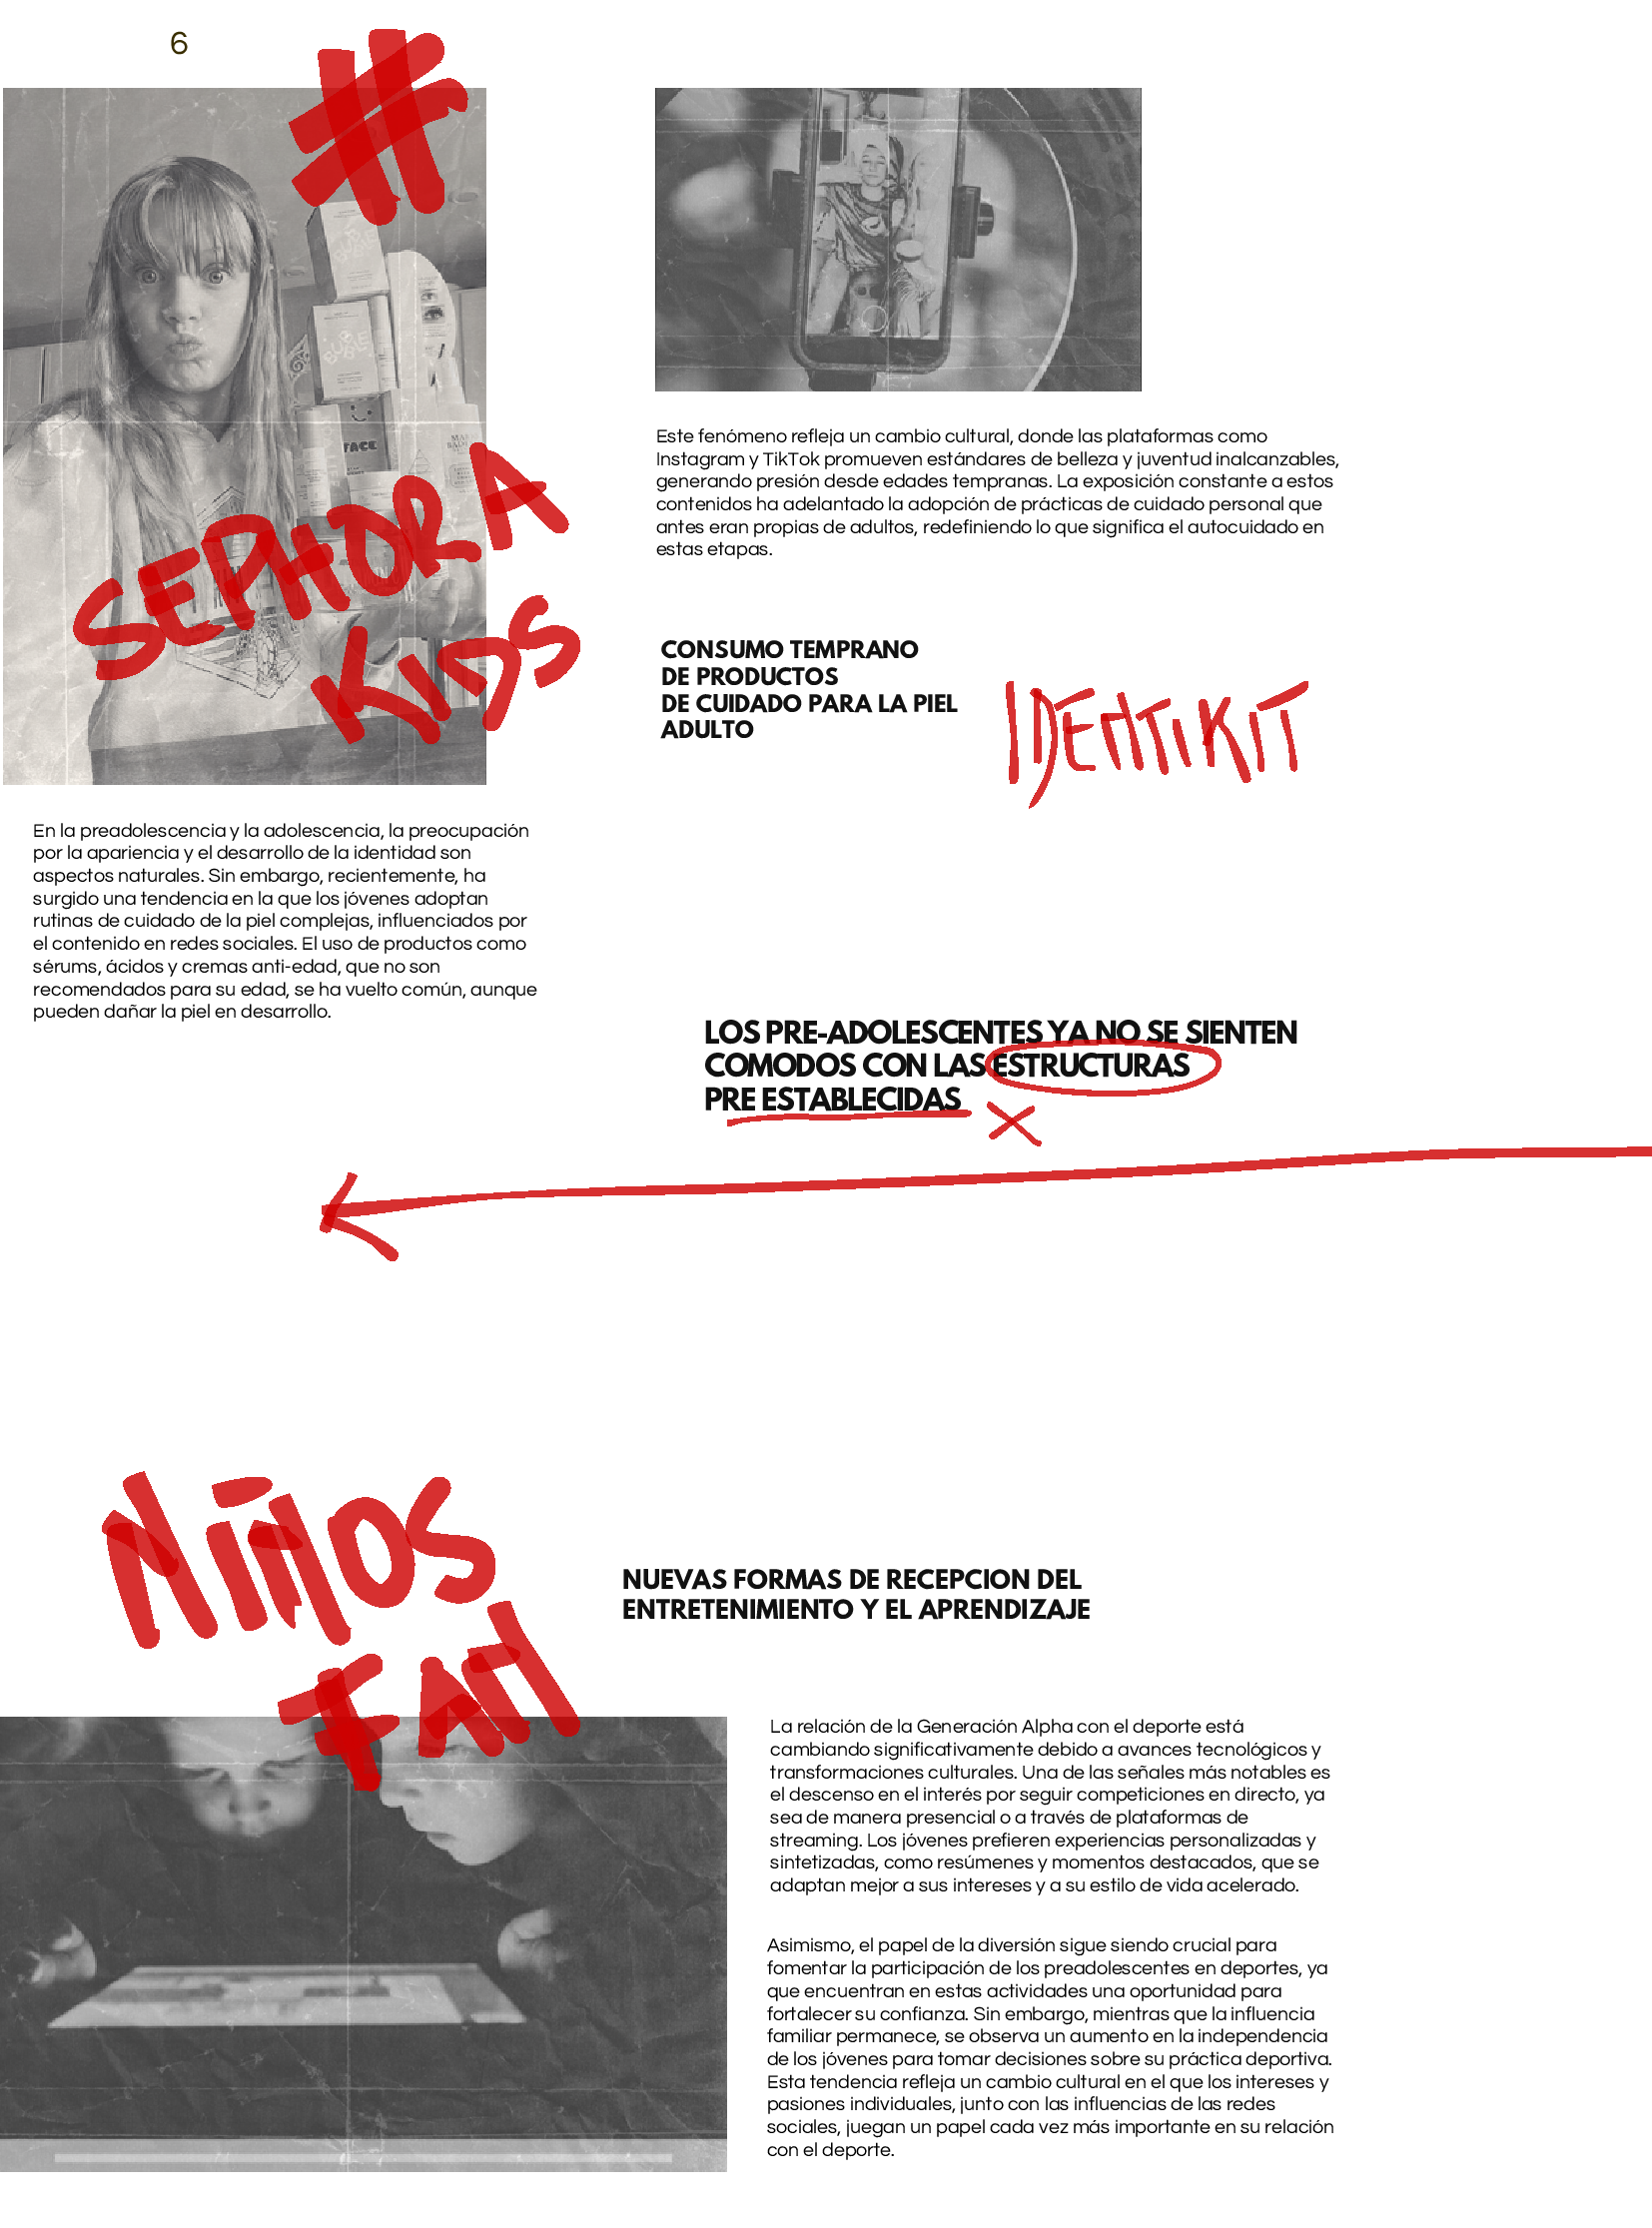 6
#
SEPHORA
KIDS
BUBBLE
FACE
En la preadolescencia y la adolescencia, la preocupación
por la apariencia y el desarrollo de la identidad son
aspectos naturales. Sin embargo, recientemente, ha
surgido una tendencia en la que los jóvenes adoptan
rutinas de cuidado de la piel complejas, influenciados por
el contenido en redes sociales. El uso de productos como
sérums, ácidos y cremas anti-edad, que no son
recomendados para su edad, se ha vuelto común, aunque
pueden dañar la piel en desarrollo.
Este fenómeno refleja un cambio cultural, donde las plataformas como
Instagram y TikTok promueven estándares de belleza y juventud inalcanzables,
generando presión desde edades tempranas. La exposición constante a estos
contenidos ha adelantado la adopción de prácticas de cuidado personal que
antes eran propias de adultos, redefiniendo lo que significa el autocuidado en
estas etapas.
CONSUMO TEMPRANO
DE PRODUCTOS
DE CUIDADO PARA LA PIEL
ADULTO
IDENTIKIT
LOS PRE-ADOLESCENTES YA NO SE SIENTEN
COMODOS CON LAS ESTRUCTURAS
PRE ESTABLECIDAS
NIÑOS
FAN
NUEVAS FORMAS DE RECEPCION DEL
ENTRETENIMIENTO Y EL APRENDIZAJE
La relación de la Generación Alpha con el deporte está
cambiando significativamente debido a avances tecnológicos y
transformaciones culturales. Una de las señales más notables es
el descenso en el interés por seguir competiciones en directo, ya
sea de manera presencial o a través de plataformas de
streaming. Los jóvenes prefieren experiencias personalizadas y
sintetizadas, como resúmenes y momentos destacados, que se
adaptan mejor a sus intereses y a su estilo de vida acelerado.
Asimismo, el papel de la diversión sigue siendo crucial para
fomentar la participación de los preadolescentes en deportes, ya
que encuentran en estas actividades una oportunidad para
fortalecer su confianza. Sin embargo, mientras que la influencia
familiar permanece, se observa un aumento en la independencia
de los jóvenes para tomar decisiones sobre su práctica deportiva.
Esta tendencia refleja un cambio cultural en el que los intereses y
pasiones individuales, junto con las influencias de las redes
sociales, juegan un papel cada vez más importante en su relación
con el deporte.